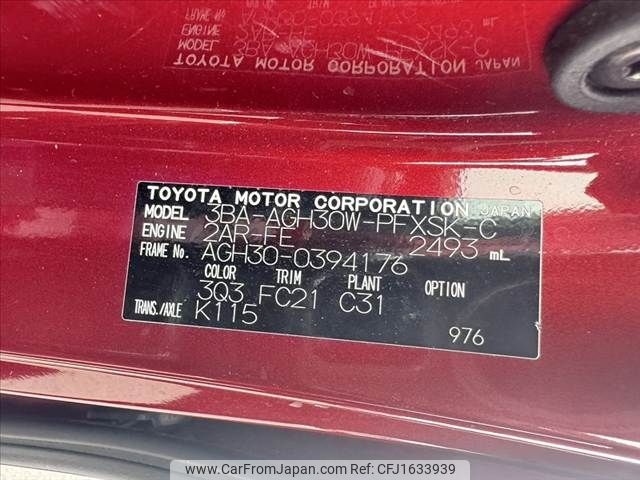 TOYOTA MOTOR CORPORATION JAPAN
MODEL 3BA-AGH30W-PFXSK-C
ENGINE 2AR-FE 2493 mL
FRAME No. AGH30-0394176
COLOR TRIM PLANT OPTION
3Q3 FC21 C31
TRANS./AXLE K115
976
www.CarFromJapan.com | REF ID: CFJ1633939